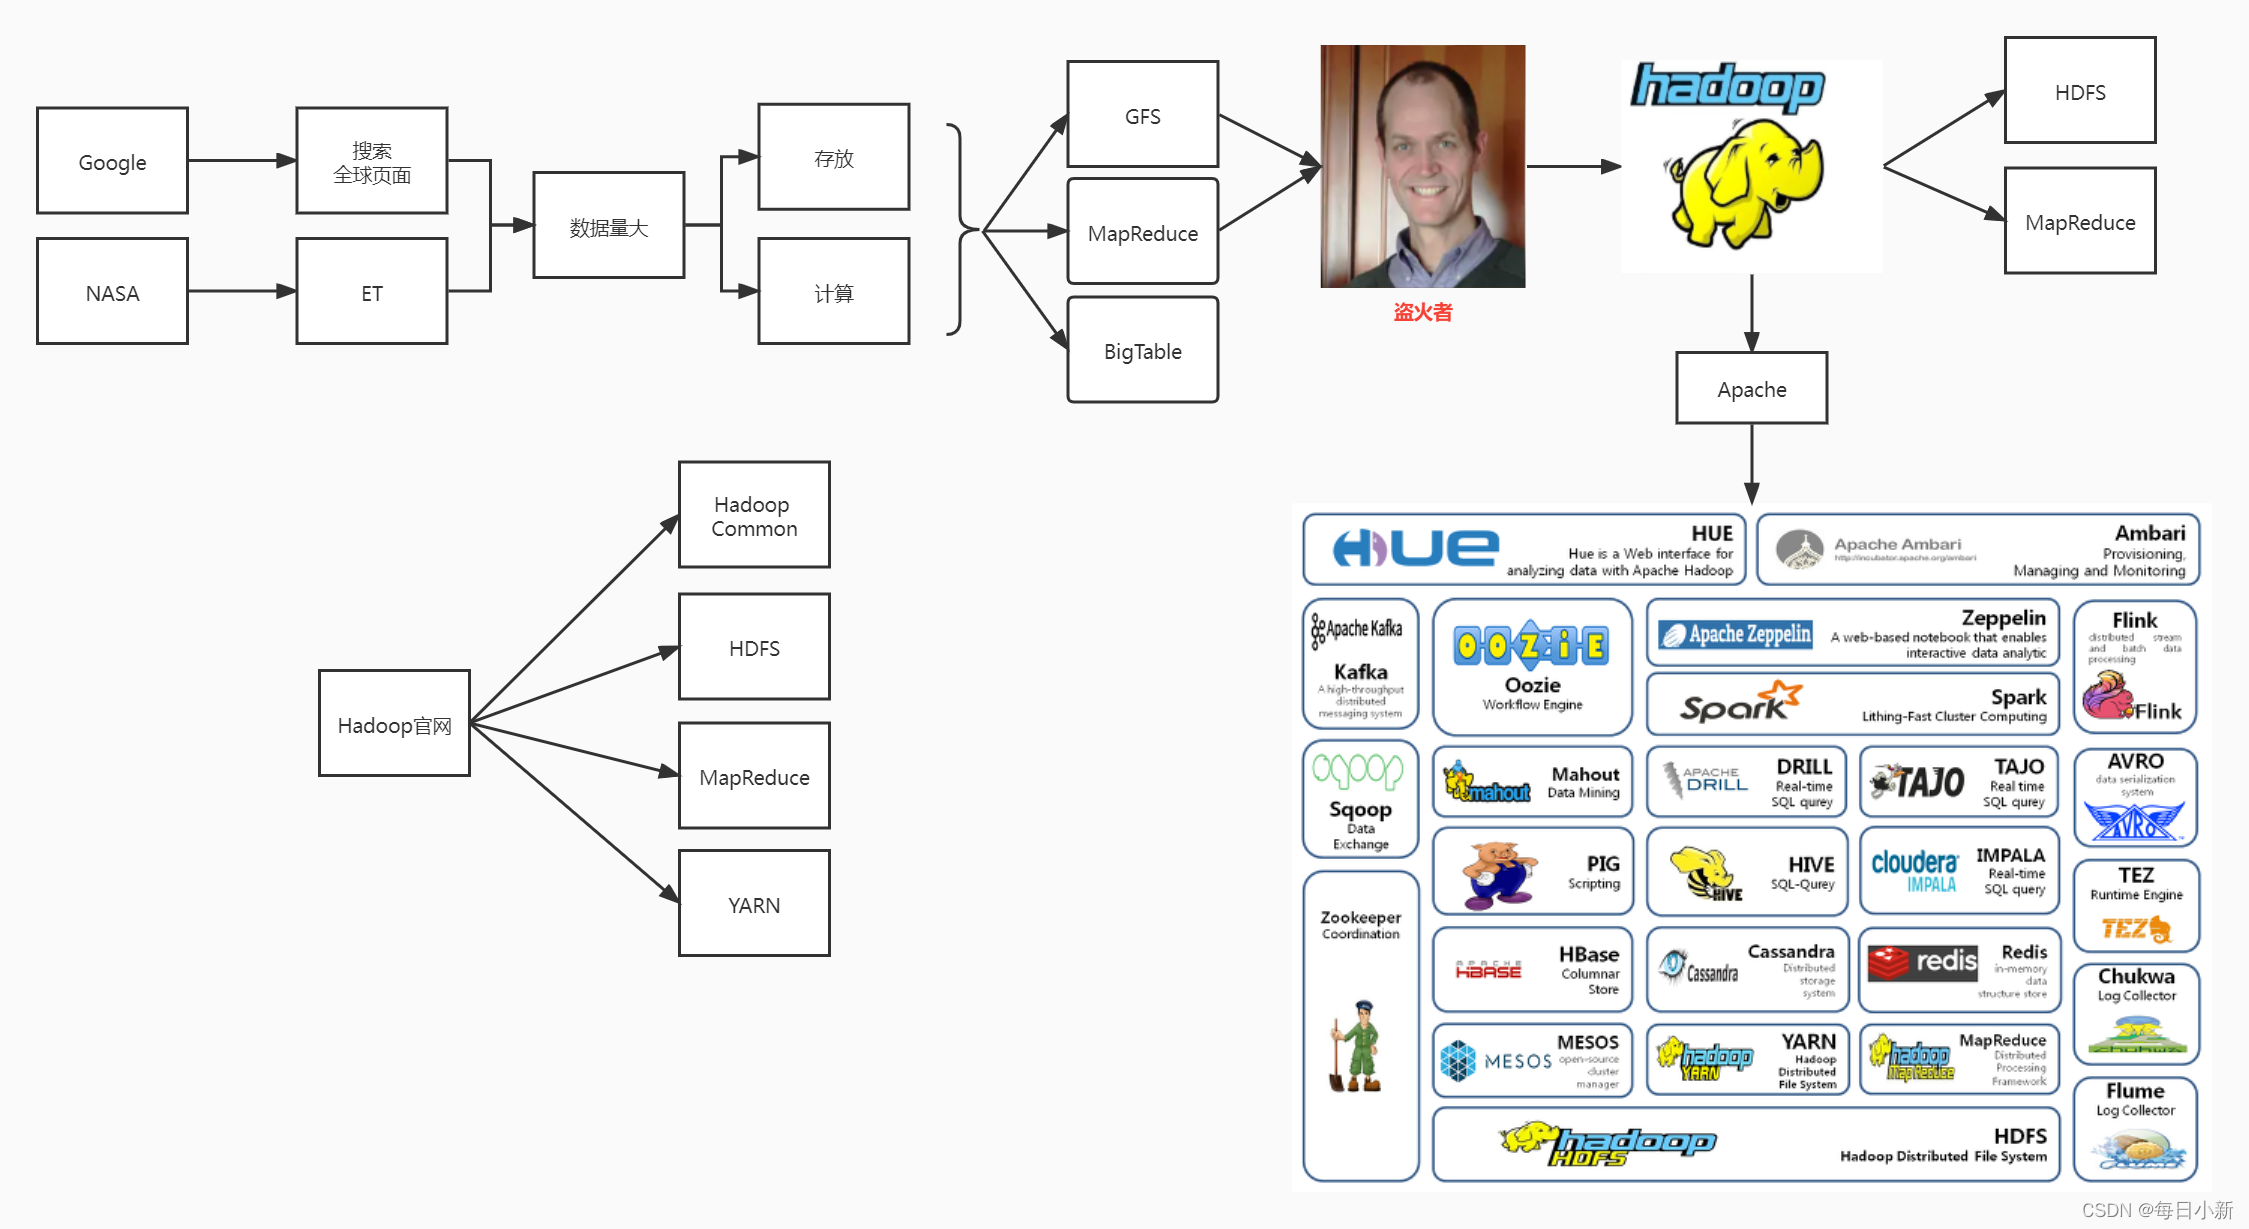 Google
搜索
全球页面
NASA
ET
数据量大
存放
计算
GFS
MapReduce
BigTable
盗火者
hadoop
HDFS
MapReduce
Apache
Hadoop官网
Hadoop
Common
HDFS
MapReduce
YARN
HUE
HUE
Hue is a Web interface for
analyzing data with Apache Hadoop
Apache Ambari
http://incubator.apache.org/ambari
Ambari
Provisioning,
Managing and Monitoring
Apache Kafka
Kafka
A high-throughput
distributed
messaging system
OOZiE
Oozie
Workflow Engine
Apache Zeppelin
Zeppelin
A web-based notebook that enables
interactive data analytic
Spark
Spark
Lithing-Fast Cluster Computing
Flink
distributed stream
and batch data
processing
Flink
sqoop
Sqoop
Data
Exchange
mahout
Mahout
Data Mining
APACHE
DRILL
DRILL
Real-time
SQL qurey
TAJO
TAJO
Real time
SQL qurey
AVRO
data serialization
system
AVRO
PIG
Scripting
HIVE
HIVE
SQL-Qurey
cloudera
IMPALA
IMPALA
Real-time
SQL query
TEZ
Runtime Engine
TEZ
Zookeeper
Coordination
APACHE
HBASE
HBase
Columnar
Store
Cassandra
Cassandra
Distributed
storage
system
redis
Redis
in-memory
data
structure store
Chukwa
Log Collector
chukwa
MESOS
MESOS
open-source
cluster
manager
hadoop
YARN
YARN
Hadoop
Distributed
File System
hadoop
Map Reduce
MapReduce
Distributed
Processing
Framework
Flume
Log Collector
hadoop
HDFS
HDFS
Hadoop Distributed File System
CSDN @每日小新